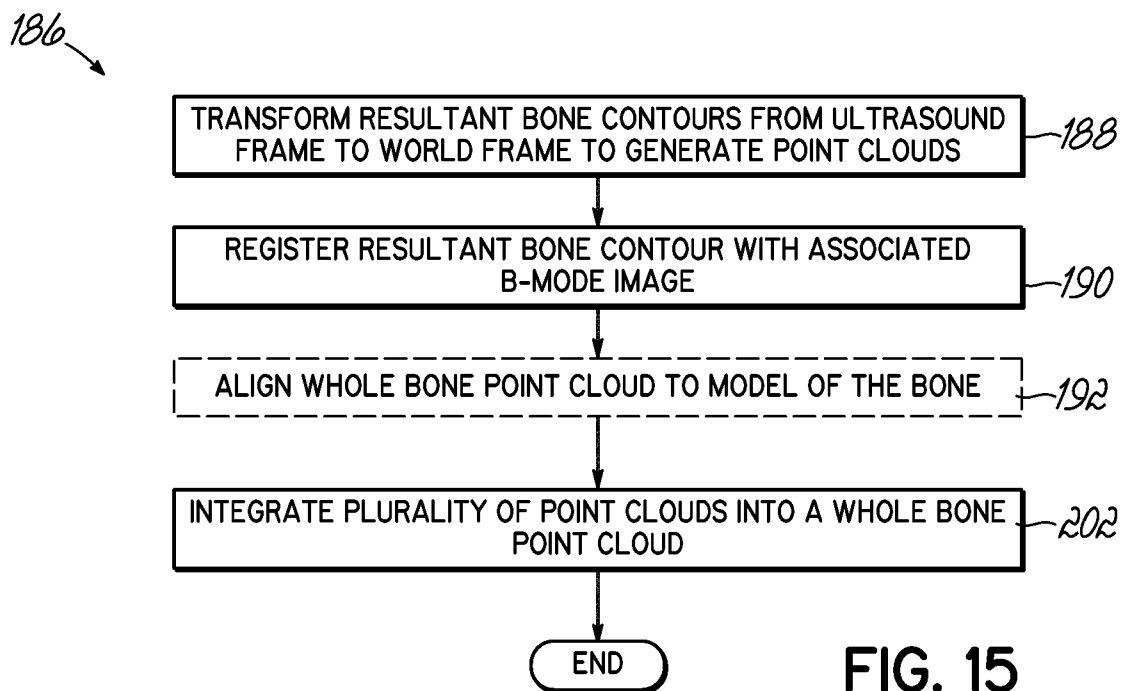 186
TRANSFORM RESULTANT BONE CONTOURS FROM ULTRASOUND
FRAME TO WORLD FRAME TO GENERATE POINT CLOUDS
188
REGISTER RESULTANT BONE CONTOUR WITH ASSOCIATED
B-MODE IMAGE
190
ALIGN WHOLE BONE POINT CLOUD TO MODEL OF THE BONE
192
INTEGRATE PLURALITY OF POINT CLOUDS INTO A WHOLE BONE
POINT CLOUD
202
END
FIG. 15